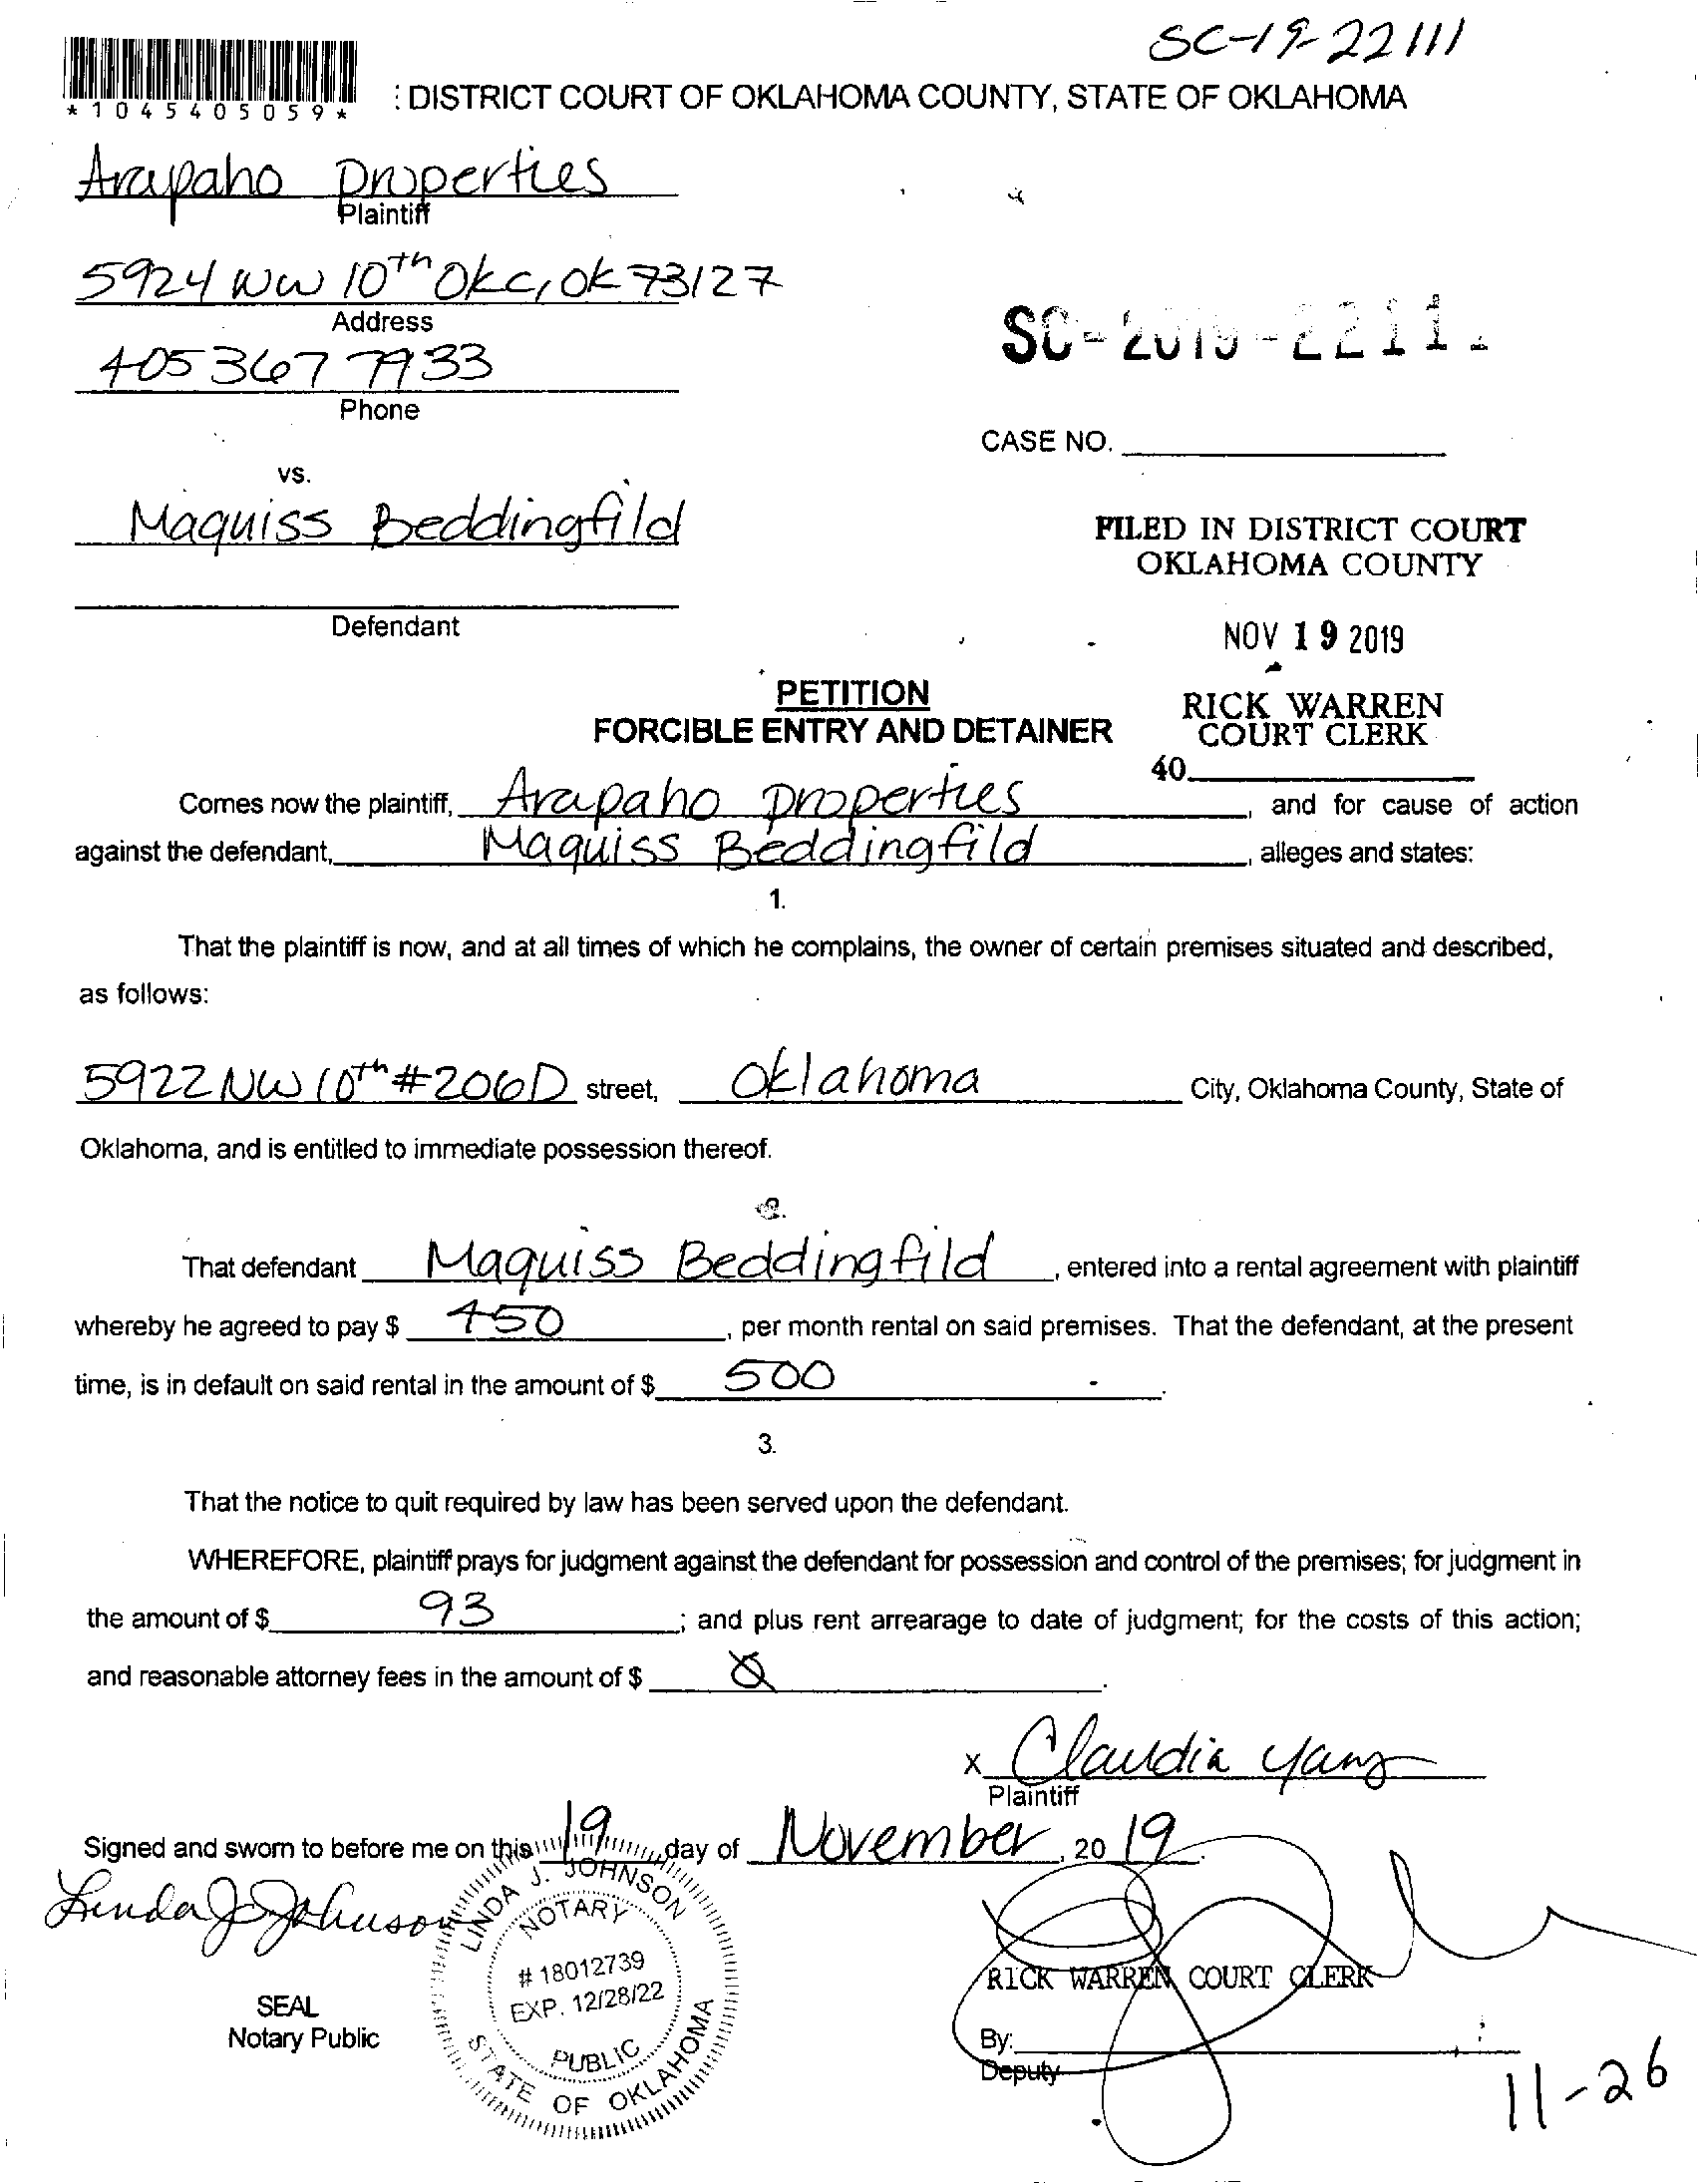 SC-19-22111
*1045405059*
: DISTRICT COURT OF OKLAHOMA COUNTY, STATE OF OKLAHOMA
Arapaho Properties
Plaintiff
5924 NW 10th OKC, OK 73127
Address
405 367 7933
Phone
SC-2019-2211
CASE NO.
vs.
Maquiss Beddingfild
FILED IN DISTRICT COURT
OKLAHOMA COUNTY
Defendant
NOV 19 2019
PETITION
FORCIBLE ENTRY AND DETAINER
RICK WARREN
COURT CLERK
40
Comes now the plaintiff, Arapaho Properties, and for cause of action
against the defendant, Maquiss Beddingfild, alleges and states:
1.
That the plaintiff is now, and at all times of which he complains, the owner of certain premises situated and described,
as follows:
5922 NW 10th #206D street, Oklahoma City, Oklahoma County, State of
Oklahoma, and is entitled to immediate possession thereof.
2.
That defendant Maquiss Beddingfild, entered into a rental agreement with plaintiff
whereby he agreed to pay $ 450, per month rental on said premises. That the defendant, at the present
time, is in default on said rental in the amount of $ 500.
3.
That the notice to quit required by law has been served upon the defendant.
WHEREFORE, plaintiff prays for judgment against the defendant for possession and control of the premises; for judgment in
the amount of $ 93; and plus rent arrearage to date of judgment; for the costs of this action;
and reasonable attorney fees in the amount of $ 0.
X Claudia Yang
Plaintiff
Signed and sworn to before me on this 19 day of November, 20 19.
Linda J Johnson
LINDA J. JOHNSON
NOTARY
# 18012739
EXP. 12/28/22
PUBLIC
STATE OF OKLAHOMA
SEAL
Notary Public
RICK WARREN COURT CLERK
By:
Deputy
11-26